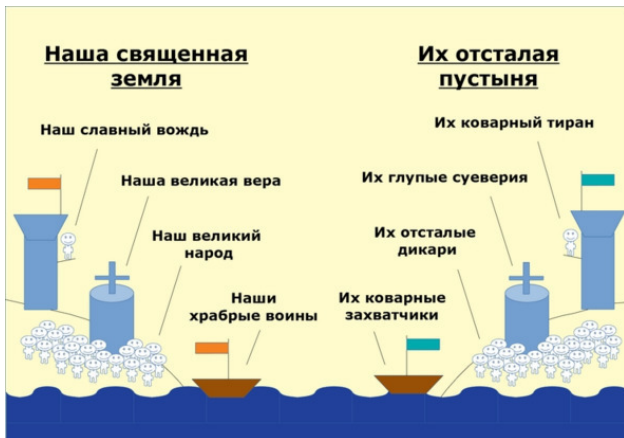 Наша священная
земля
Их отсталая
пустыня
Наш славный вождь
Их коварный тиран
Наша великая вера
Их глупые суеверия
Наш великий
народ
Их отсталые
дикари
Наши
храбрые воины
Их коварные
захватчики